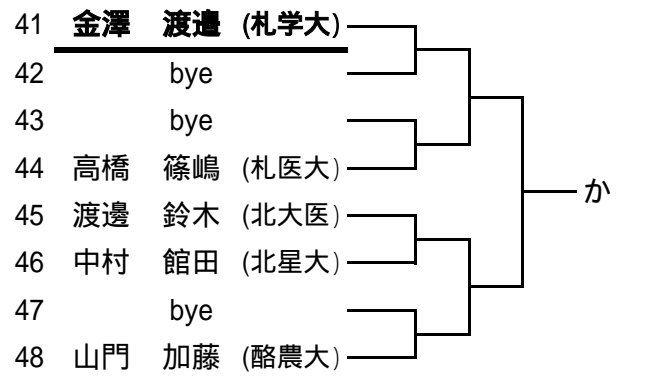 41 金澤 渡邉 (札学大)
42 bye
43 bye
44 高橋 篠嶋 (札医大)
か
45 渡邊 鈴木 (北大医)
46 中村 館田 (北星大)
47 bye
48 山門 加藤 (酪農大)